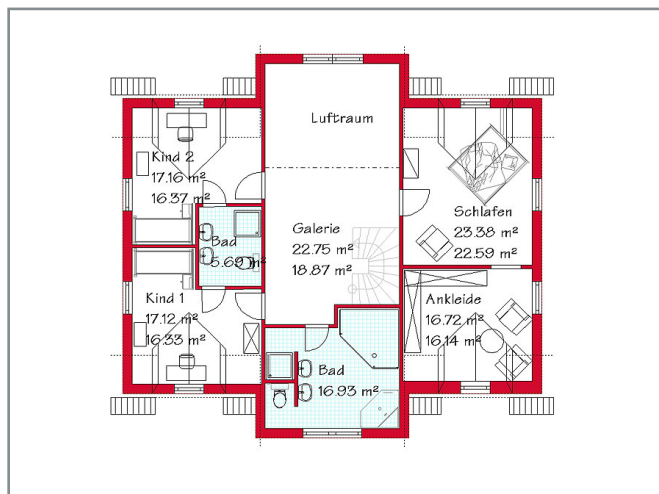 Luftraum
Kind 2
17.16 m²
16.37 m²
Bad
5.69 m²
Galerie
22.75 m²
18.87 m²
Schlafen
23.38 m²
22.59 m²
Kind 1
17.12 m²
16.33 m²
Ankleide
16.72 m²
16.14 m²
Bad
16.93 m²